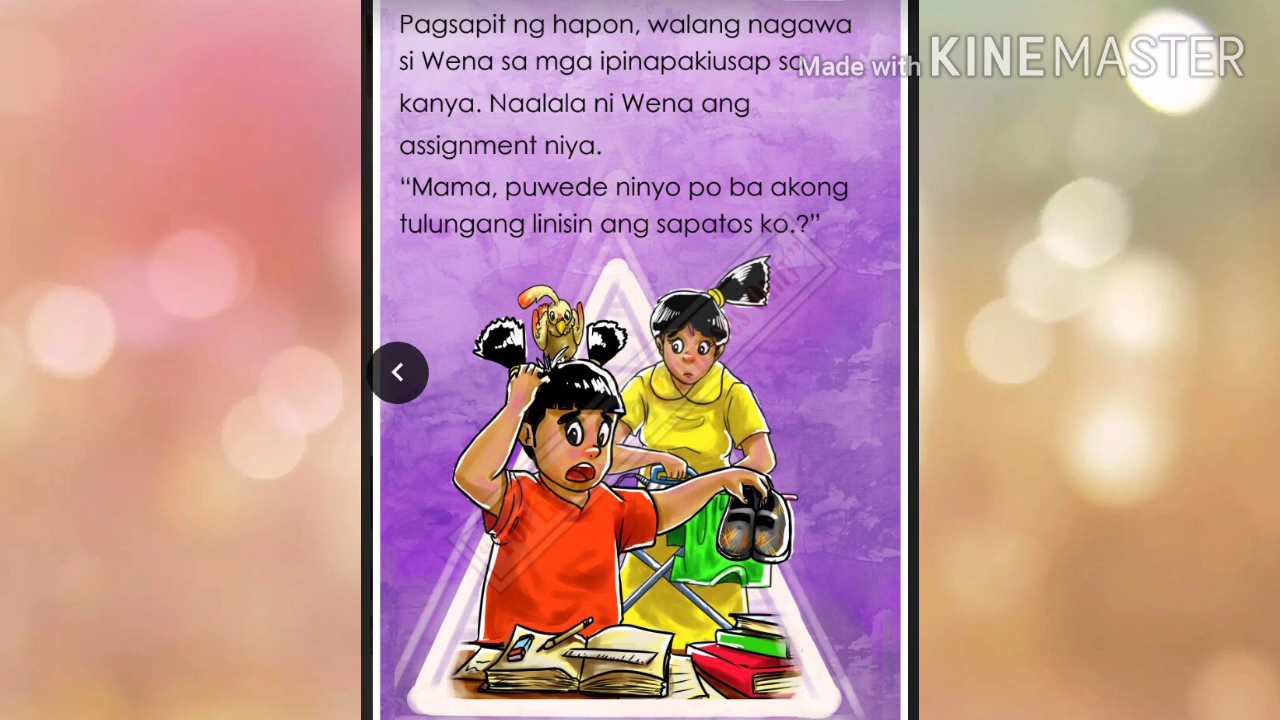 Pagsapit ng hapon, walang nagawa
si Wena sa mga ipinapakiusap sa
kanya. Naalala ni Wena ang
assignment niya.
“Mama, puwede ninyo po ba akong
tulungang linisin ang sapatos ko.?”
Made with KINEMASTER